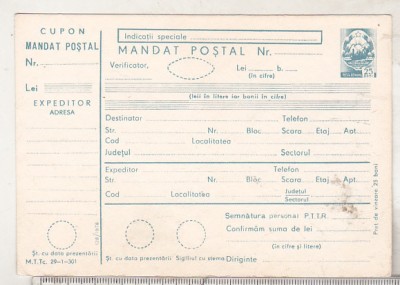 CUPON
MANDAT POȘTAL
Nr.
Lei
EXPEDITOR
ADRESA
Șt. cu data prezentării
M.T.Tc. 29-1-301
Indicații speciale
MANDAT POȘTAL Nr.
Verificator, Lei b.
(în cifre)
(leii în litere iar banii în cifre)
Destinatar Telefon
Str. Nr. Bloc Scara Etaj Apt.
Cod Localitatea
Județul Sectorul
Expeditor Telefon
Str. Nr. Bloc Scara Etaj Apt.
Cod Localitatea Județul
Sectorul
Semnătura personal P.T.T.R.
Confirmăm suma de lei
(în cifre și litere)
Șt. cu data prezentării Sigiliul cu stema Diriginte
Preț de vînzare 25 bani